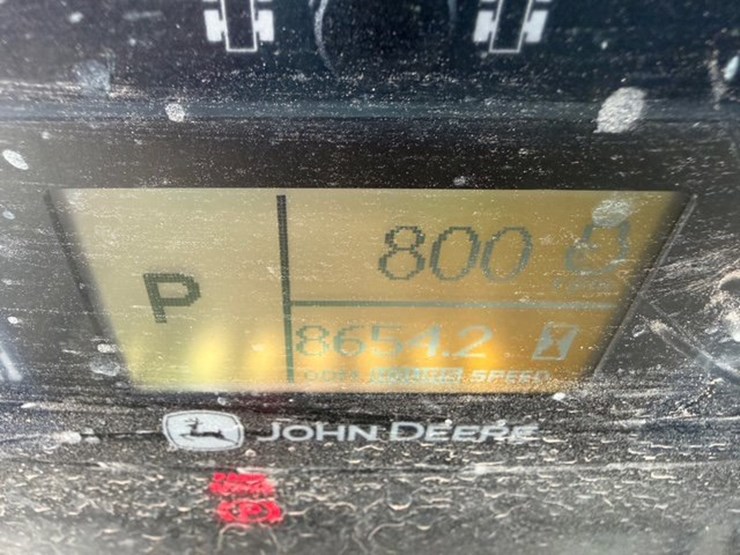 P
800
8654.2
SPEED
JOHN DEERE